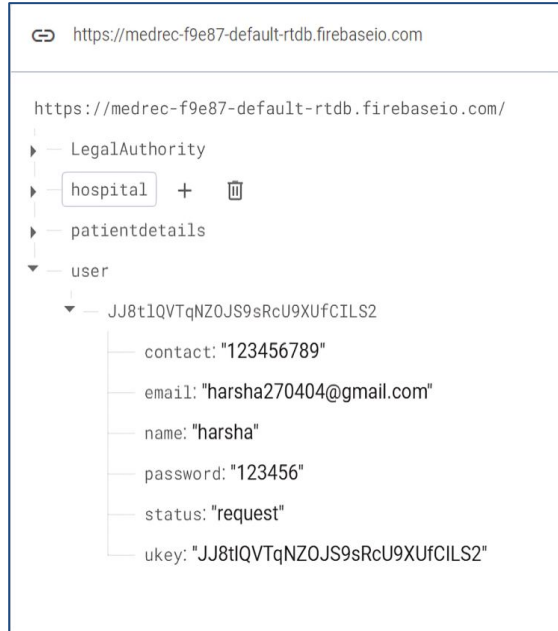 https://medrec-f9e87-default-rtdb.firebaseio.com
https://medrec-f9e87-default-rtdb.firebaseio.com/
LegalAuthority
hospital +
patientdetails
user
JJ8tlQVTqNZOJS9sRcU9XUfCILS2
contact: "123456789"
email: "harsha270404@gmail.com"
name: "harsha"
password: "123456"
status: "request"
ukey: "JJ8tlQVTqNZOJS9sRcU9XUfCILS2"